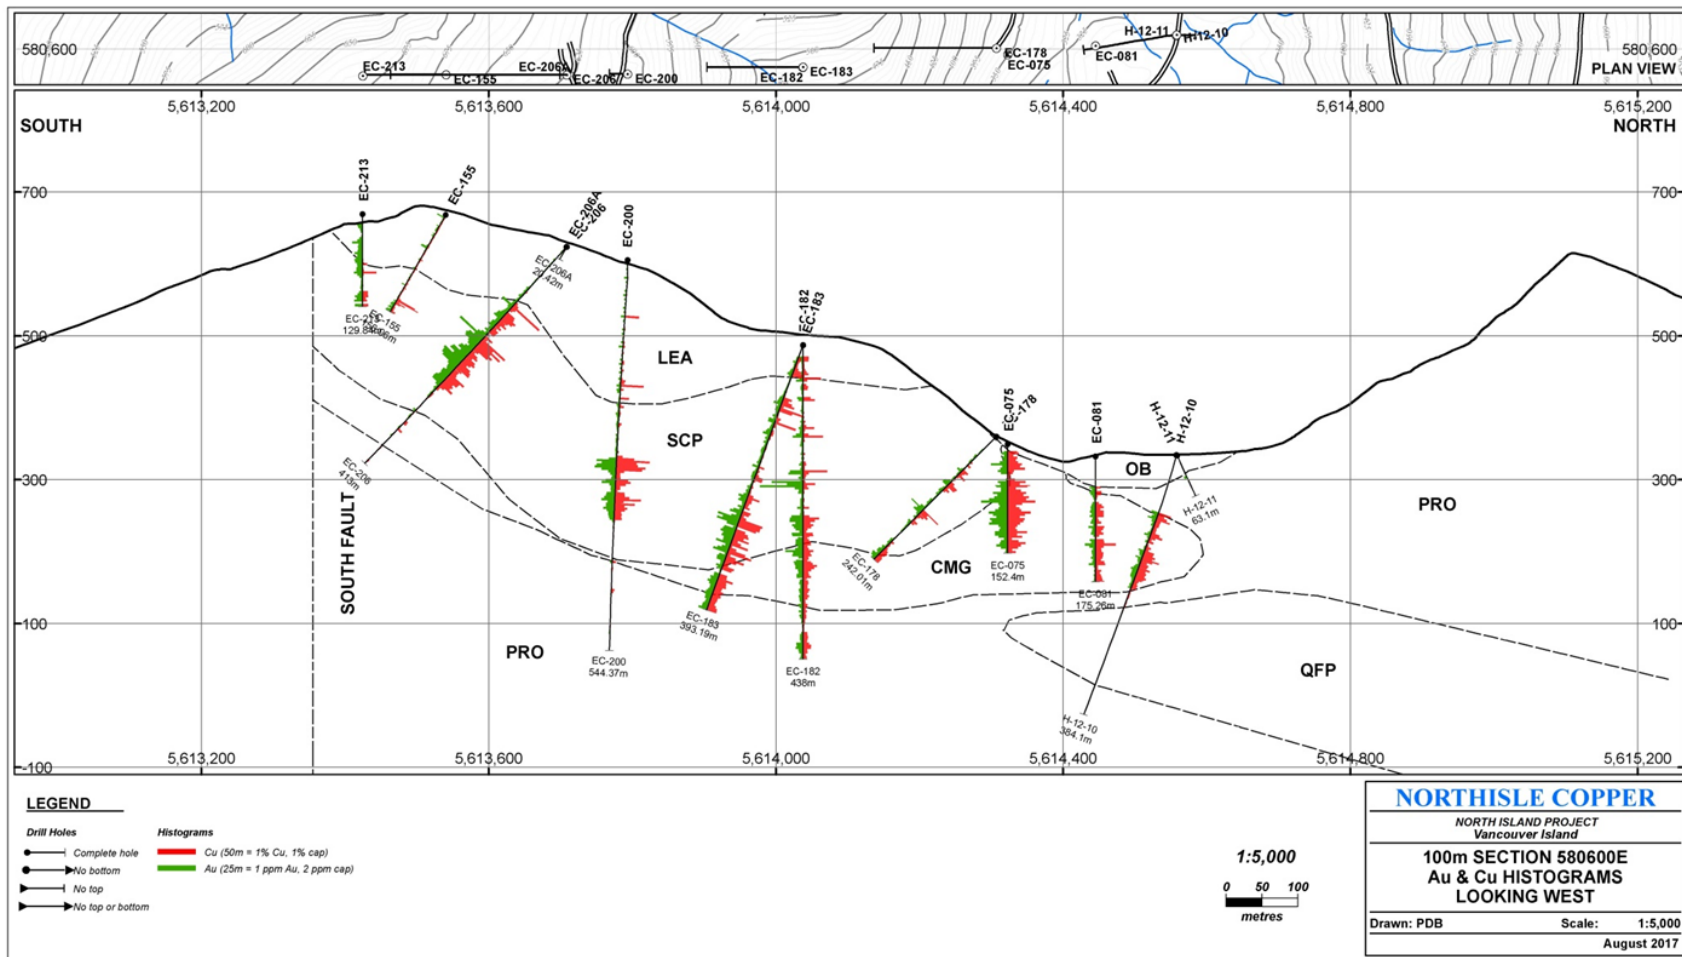 580,600
EC-213
EC-155
EC-206A
EC-206
EC-200
EC-182
EC-183
EC-178
EC-075
H-12-11
H-12-10
EC-081
580,600
PLAN VIEW
5,613,200
5,613,600
5,614,000
5,614,400
5,614,800
5,615,200
SOUTH
NORTH
700
700
500
500
300
300
100
100
-100
EC-213
EC-155
EC-206A
EC-206
EC-200
EC-182
EC-183
EC-075
EC-178
EC-081
H-12-11
H-12-10
EC-206A
EC-213
EC-155
LEA
SCP
OB
PRO
EC-206
413m
H-12-11
63.1m
SOUTH FAULT
EC-178
242.01m
CMG
EC-075
152.4m
EC-081
175.26m
EC-183
393.19m
PRO
EC-200
544.37m
EC-182
438m
QFP
H-12-10
384.1m
5,613,200
5,613,600
5,614,000
5,614,400
5,614,800
5,615,200
LEGEND
Drill Holes
Histograms
Complete hole
Cu (50m = 1% Cu, 1% cap)
No bottom
Au (25m = 1 ppm Au, 2 ppm cap)
No top
No top or bottom
1:5,000
0 50 100
metres
NORTHISLE COPPER
NORTH ISLAND PROJECT
Vancouver Island
100m SECTION 580600E
Au & Cu HISTOGRAMS
LOOKING WEST
Drawn: PDB Scale: 1:5,000
August 2017